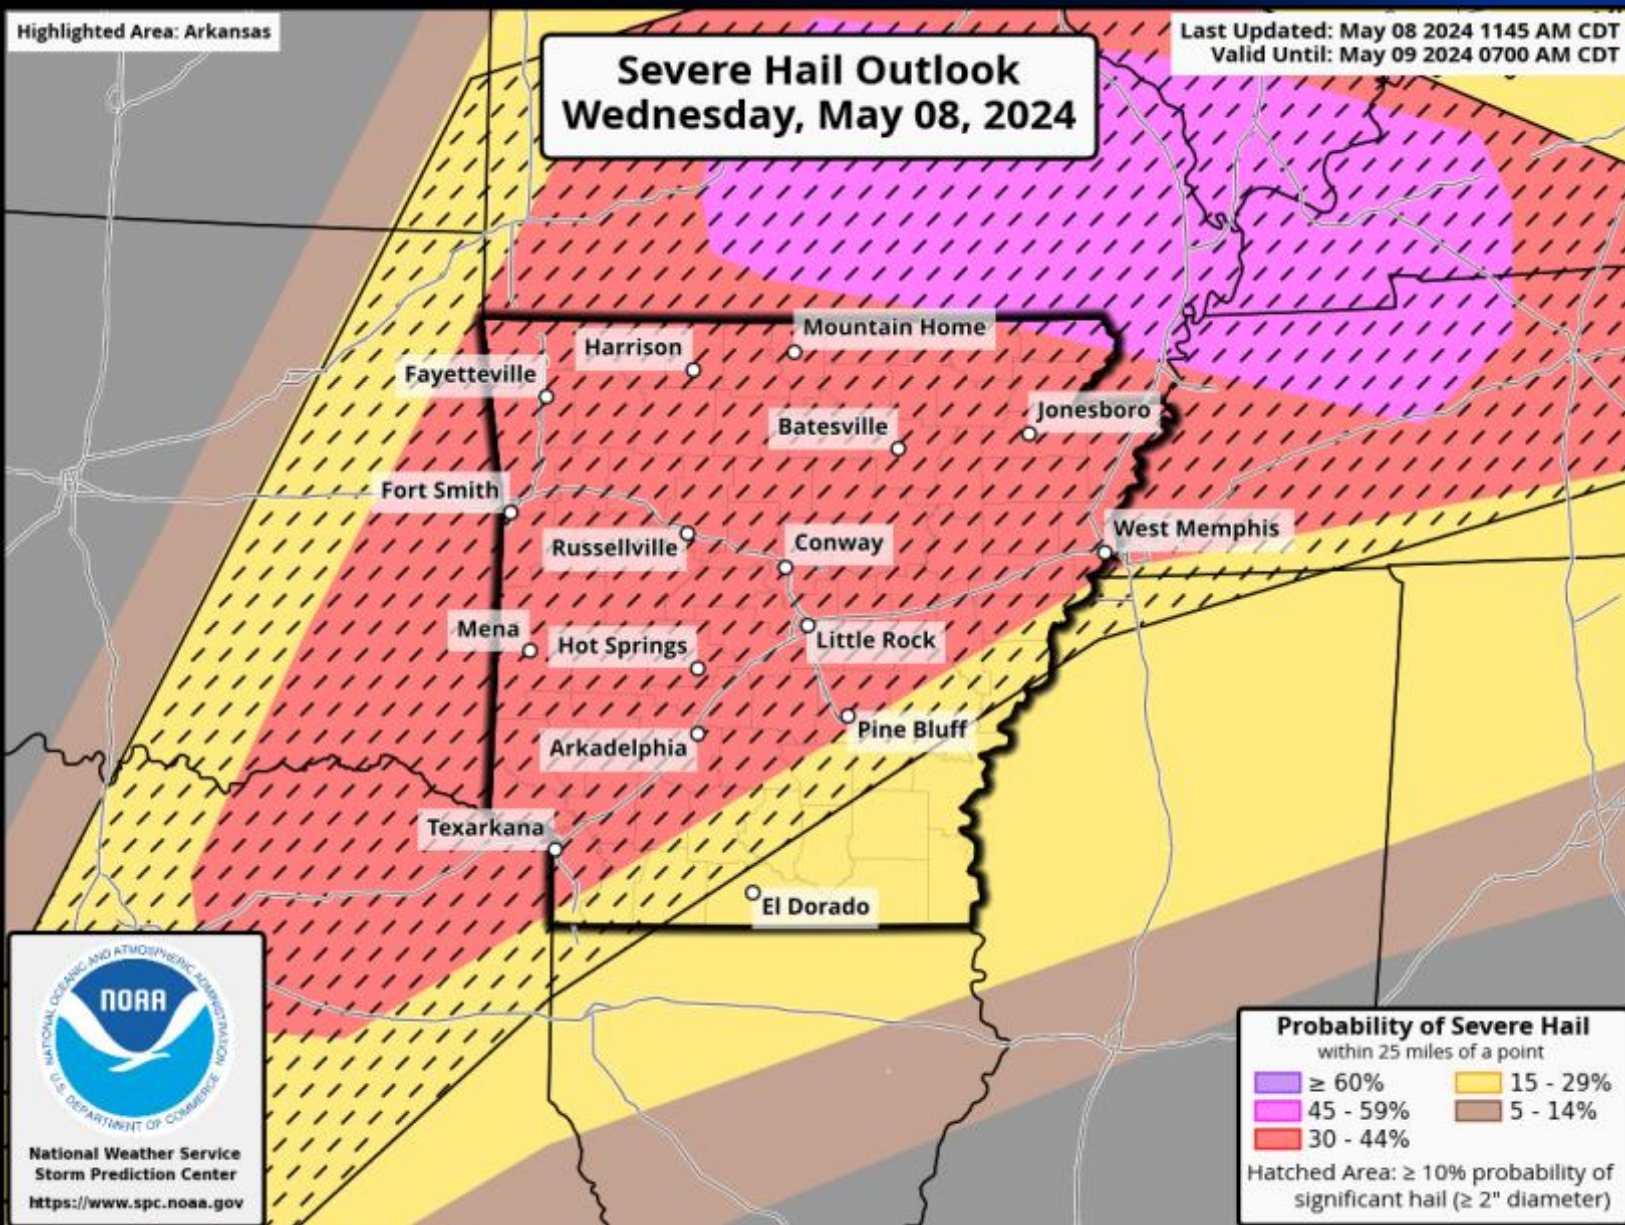 Highlighted Area: Arkansas
Last Updated: May 08 2024 1145 AM CDT
Valid Until: May 09 2024 0700 AM CDT
Severe Hail Outlook
Wednesday, May 08, 2024
Mountain Home
Harrison
Fayetteville
Jonesboro
Batesville
Fort Smith
West Memphis
Russellville
Conway
Mena
Hot Springs
Little Rock
Pine Bluff
Arkadelphia
Texarkana
El Dorado
NATIONAL OCEANIC AND ATMOSPHERIC ADMINISTRATION
NOAA
U.S. DEPARTMENT OF COMMERCE
National Weather Service
Storm Prediction Center
https://www.spc.noaa.gov
Probability of Severe Hail
within 25 miles of a point
≥ 60% 15 - 29%
45 - 59% 5 - 14%
30 - 44%
Hatched Area: ≥ 10% probability of
significant hail (≥ 2" diameter)